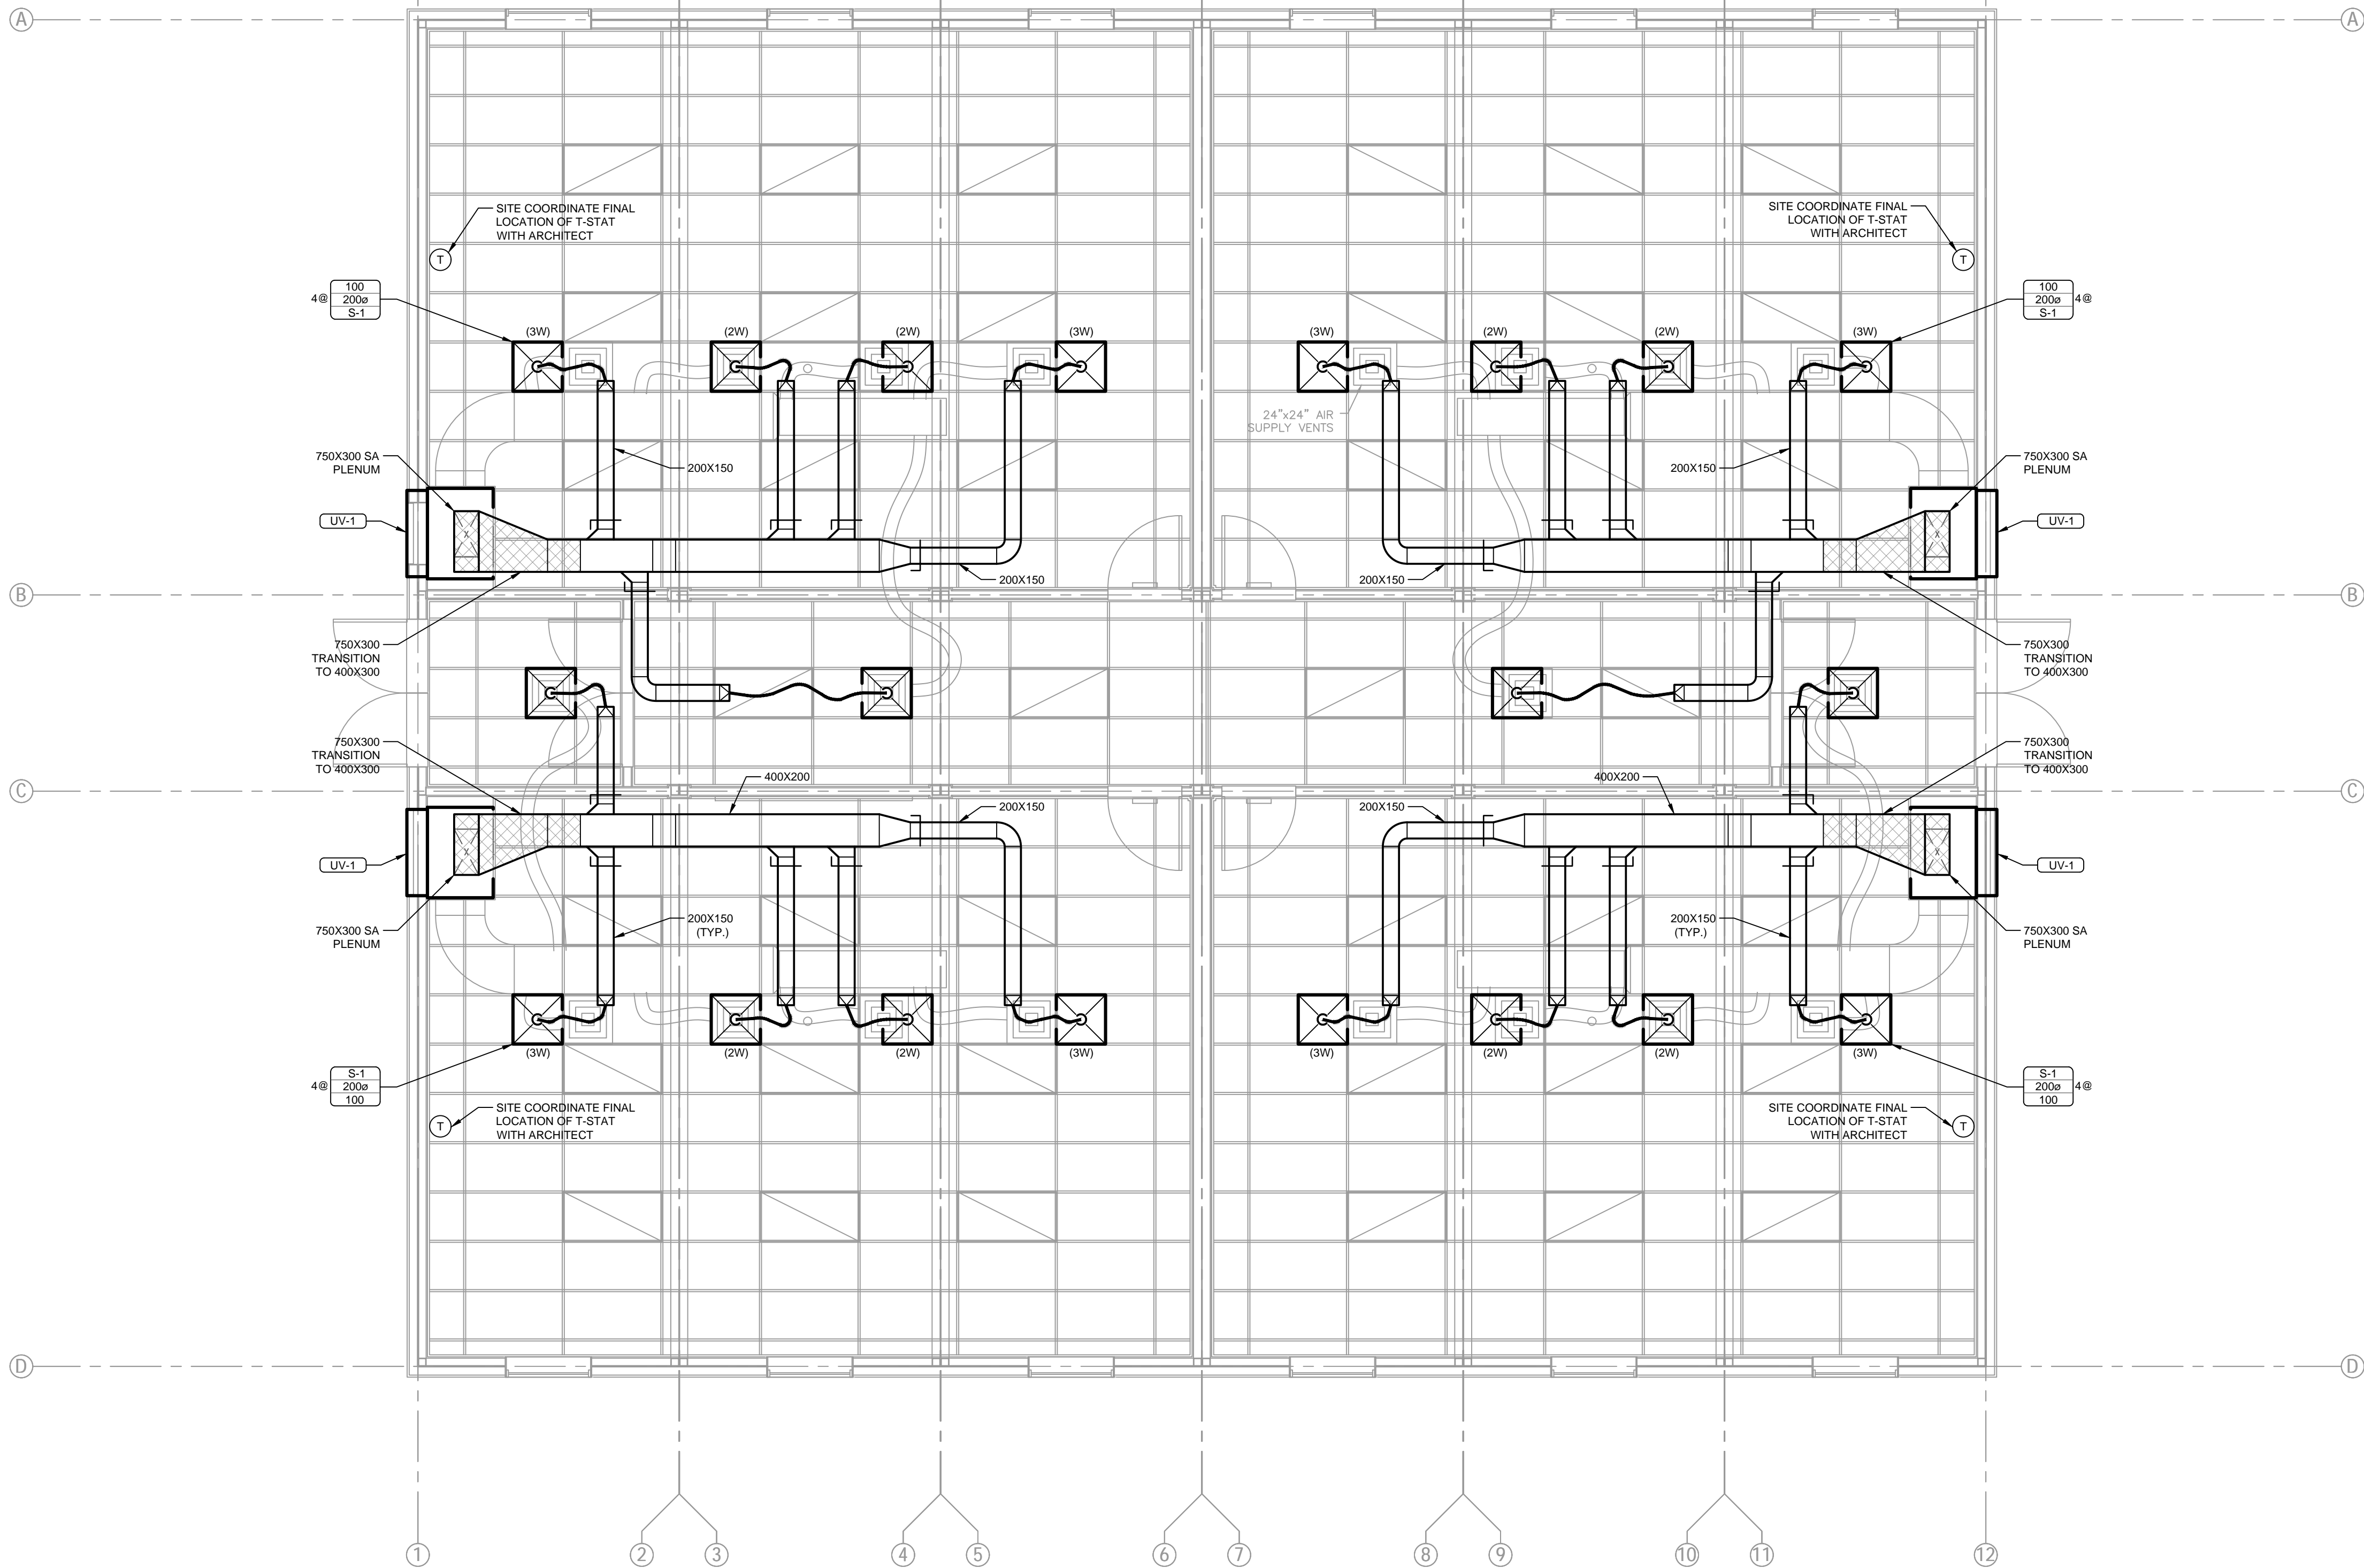 A
A
SITE COORDINATE FINAL
LOCATION OF T-STAT
WITH ARCHITECT
T
SITE COORDINATE FINAL
LOCATION OF T-STAT
WITH ARCHITECT
T
4@
100
200ø
S-1
100
200ø
S-1
4@
(3W)
(2W)
(2W)
(3W)
(3W)
(2W)
(2W)
(3W)
24"x24" AIR
SUPPLY VENTS
750X300 SA
PLENUM
200X150
200X150
750X300 SA
PLENUM
UV-1
X
X
UV-1
200X150
200X150
B
B
750X300
TRANSITION
TO 400X300
750X300
TRANSITION
TO 400X300
750X300
TRANSITION
TO 400X300
750X300
TRANSITION
TO 400X300
400X200
400X200
C
C
200X150
200X150
UV-1
X
X
UV-1
750X300 SA
PLENUM
200X150
(TYP.)
200X150
(TYP.)
750X300 SA
PLENUM
(3W)
(2W)
(2W)
(3W)
(3W)
(2W)
(2W)
(3W)
4@
S-1
200ø
100
S-1
200ø
100
4@
T
SITE COORDINATE FINAL
LOCATION OF T-STAT
WITH ARCHITECT
SITE COORDINATE FINAL
LOCATION OF T-STAT
WITH ARCHITECT
T
D
D
1
2
3
4
5
6
7
8
9
10
11
12